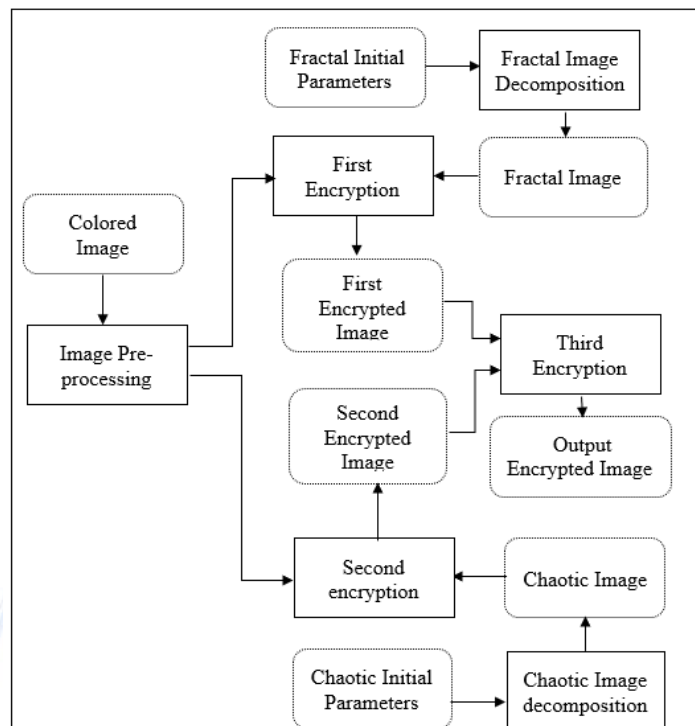 Fractal Initial
Parameters
Fractal Image
Decomposition
First
Encryption
Fractal Image
Colored
Image
First
Encrypted
Image
Image Pre-
processing
Third
Encryption
Second
Encrypted
Image
Output
Encrypted Image
Second
encryption
Chaotic Image
Chaotic Initial
Parameters
Chaotic Image
decomposition